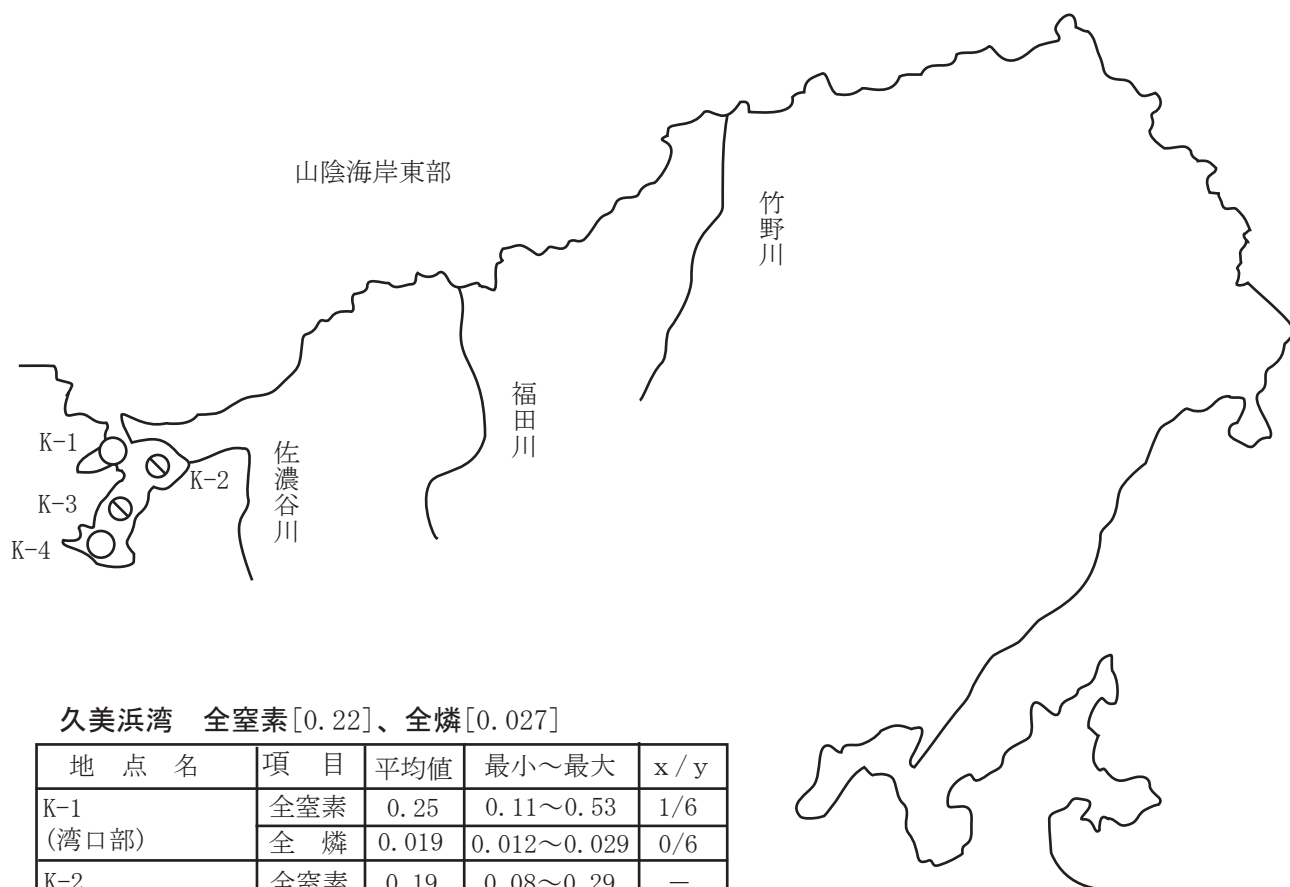 山陰海岸東部
竹野川
福田川
佐濃谷川
K-1
K-2
K-3
K-4
久美浜湾　全窒素[0.22]、全燐[0.027]
地　点　名　項　目　平均値　最小～最大　x/y
K-1　全窒素　0.25　0.11～0.53　1/6
(湾口部)　全　燐　0.019　0.012～0.029　0/6
K-2　全窒素　0.19　0.08～0.29　－